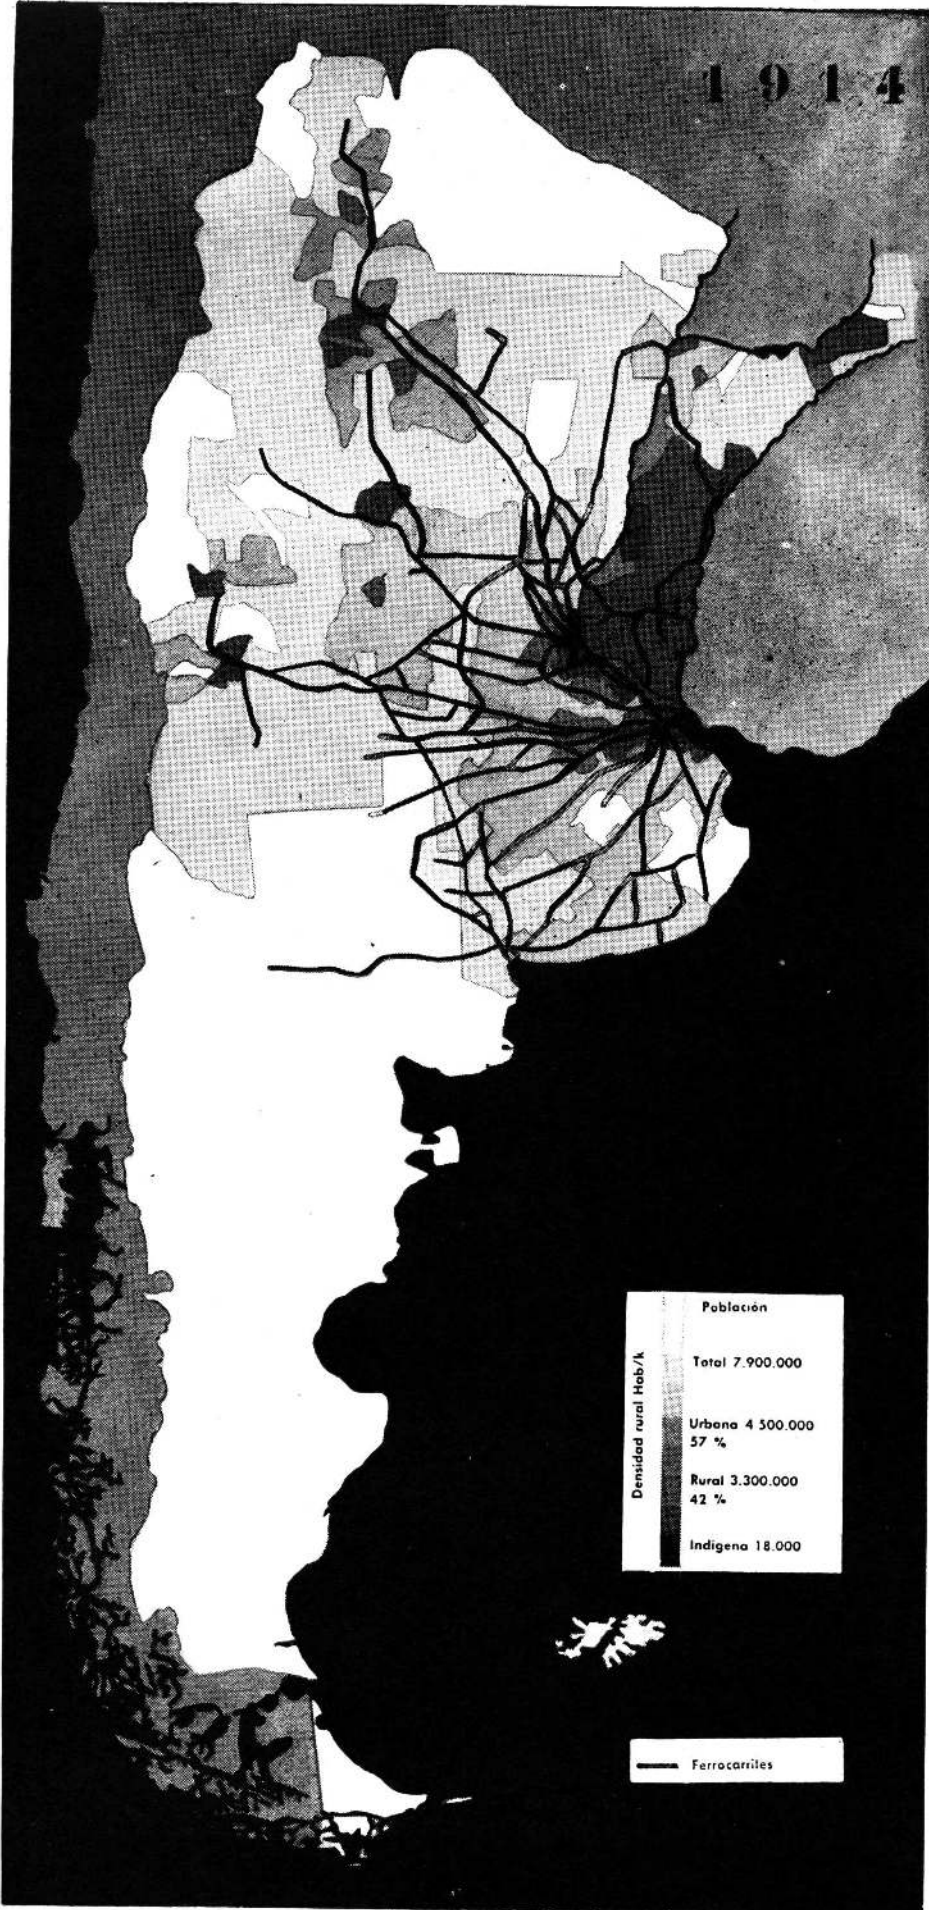 1914
Población
Total 7.900.000
Urbana 4 500.000
57 %
Rural 3.300.000
42 %
Indígena 18.000
Densidad rural Hab/k
Ferrocarriles